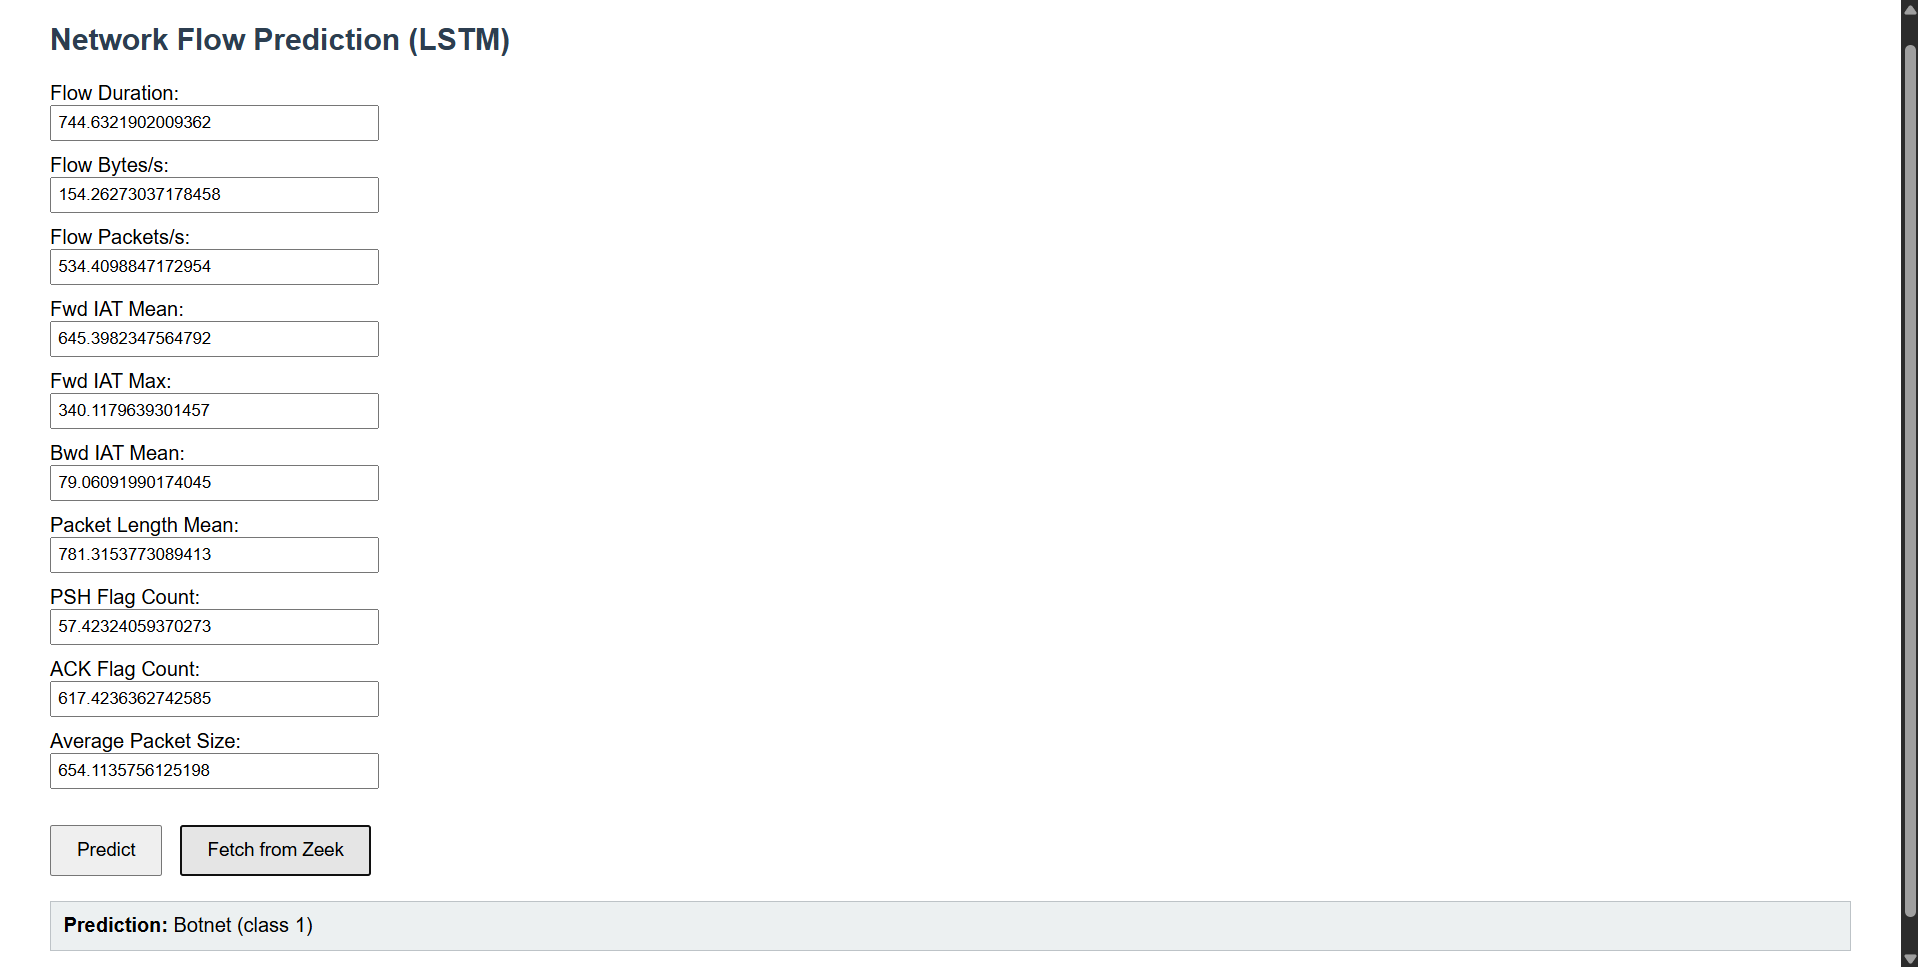 Network Flow Prediction (LSTM)
Flow Duration:
744.6321902009362
Flow Bytes/s:
154.26273037178458
Flow Packets/s:
534.4098847172954
Fwd IAT Mean:
645.3982347564792
Fwd IAT Max:
340.1179639301457
Bwd IAT Mean:
79.06091990174045
Packet Length Mean:
781.3153773089413
PSH Flag Count:
57.42324059370273
ACK Flag Count:
617.4236362742585
Average Packet Size:
654.1135756125198
Predict Fetch from Zeek
Prediction: Botnet (class 1)